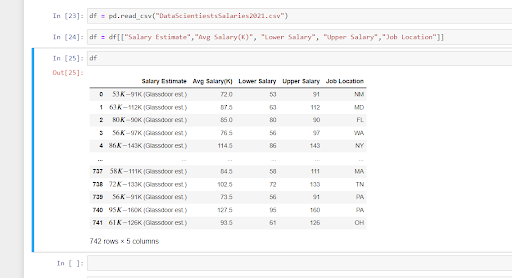 In [23]: df = pd.read_csv("DataScientiestsSalaries2021.csv")
In [24]: df = df[["Salary Estimate","Avg Salary(K)", "Lower Salary", "Upper Salary","Job Location"]]
In [25]: df
Out[25]:
Salary Estimate Avg Salary(K) Lower Salary Upper Salary Job Location
0 53K−91K (Glassdoor est.) 72.0 53 91 NM
1 63K−112K (Glassdoor est.) 87.5 63 112 MD
2 80K−90K (Glassdoor est.) 85.0 80 90 FL
3 56K−97K (Glassdoor est.) 76.5 56 97 WA
4 86K−143K (Glassdoor est.) 114.5 86 143 NY
... ... ... ... ... ...
737 58K−111K (Glassdoor est.) 84.5 58 111 MA
738 72K−133K (Glassdoor est.) 102.5 72 133 TN
739 56K−91K (Glassdoor est.) 73.5 56 91 PA
740 95K−160K (Glassdoor est.) 127.5 95 160 PA
741 61K−126K (Glassdoor est.) 93.5 61 126 OH
742 rows × 5 columns
In [ ]: